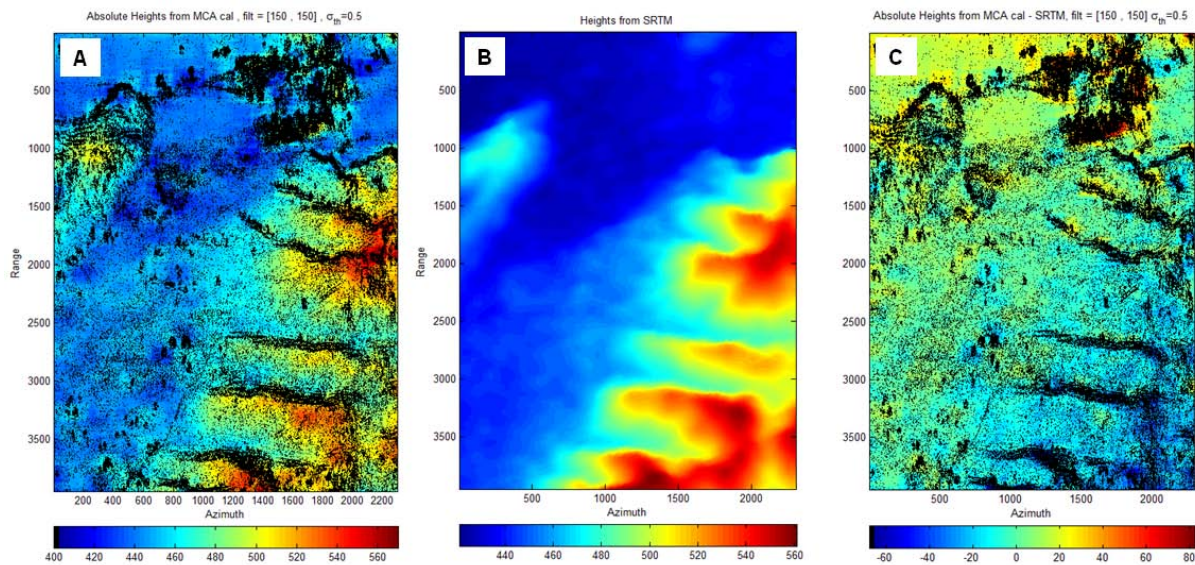 Absolute Heights from MCA cal , filt = [150 , 150] , σth=0.5
A
500
1000
1500
2000
2500
3000
3500
Range
200 400 600 800 1000 1200 1400 1600 1800 2000 2200
Azimuth
400 420 440 460 480 500 520 540 560
Heights from SRTM
B
500
1000
1500
2000
2500
3000
3500
Range
500 1000 1500 2000
Azimuth
440 460 480 500 520 540 560
Absolute Heights from MCA cal - SRTM, filt = [150 , 150] σth=0.5
C
500
1000
1500
2000
2500
3000
3500
Range
500 1000 1500 2000
Azimuth
-60 -40 -20 0 20 40 60 80